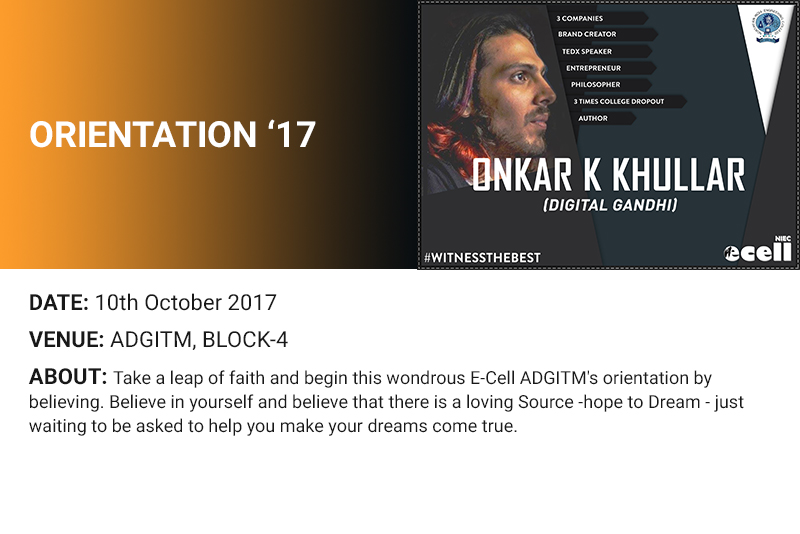 ORIENTATION ‘17
3 COMPANIES
BRAND CREATOR
TEDX SPEAKER
ENTREPRENEUR
PHILOSOPHER
3 TIMES COLLEGE DROPOUT
AUTHOR
ONKAR K KHULLAR
(DIGITAL GANDHI)
#WITNESSTHEBEST
NIEC
ecell
DATE: 10th October 2017
VENUE: ADGITM, BLOCK-4
ABOUT: Take a leap of faith and begin this wondrous E-Cell ADGITM's orientation by
believing. Believe in yourself and believe that there is a loving Source -hope to Dream - just
waiting to be asked to help you make your dreams come true.